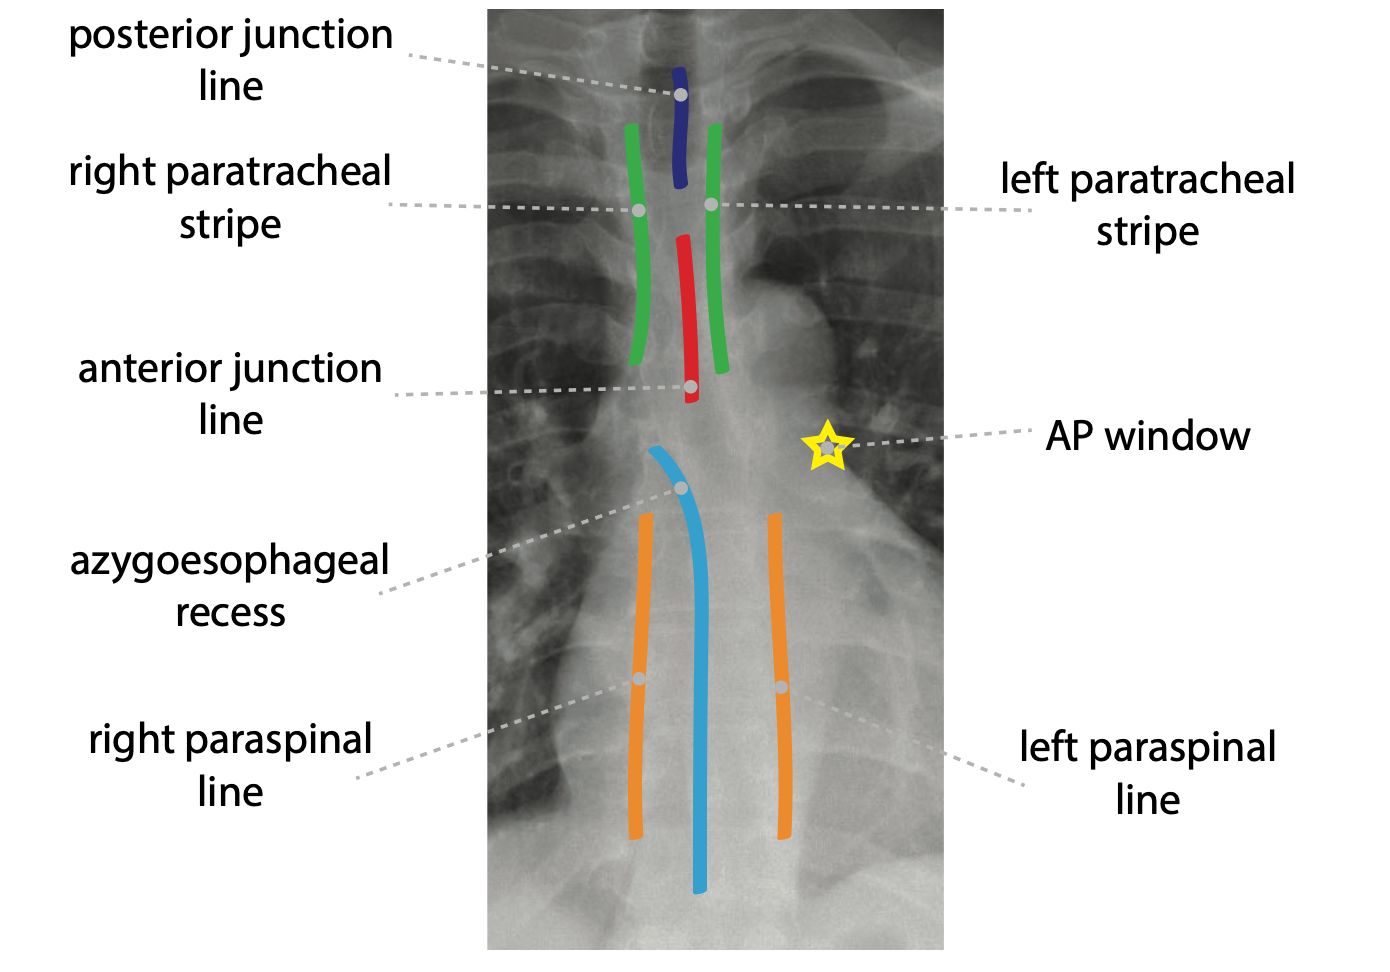 posterior junction
line
right paratracheal
stripe
left paratracheal
stripe
anterior junction
line
AP window
azygoesophageal
recess
right paraspinal
line
left paraspinal
line